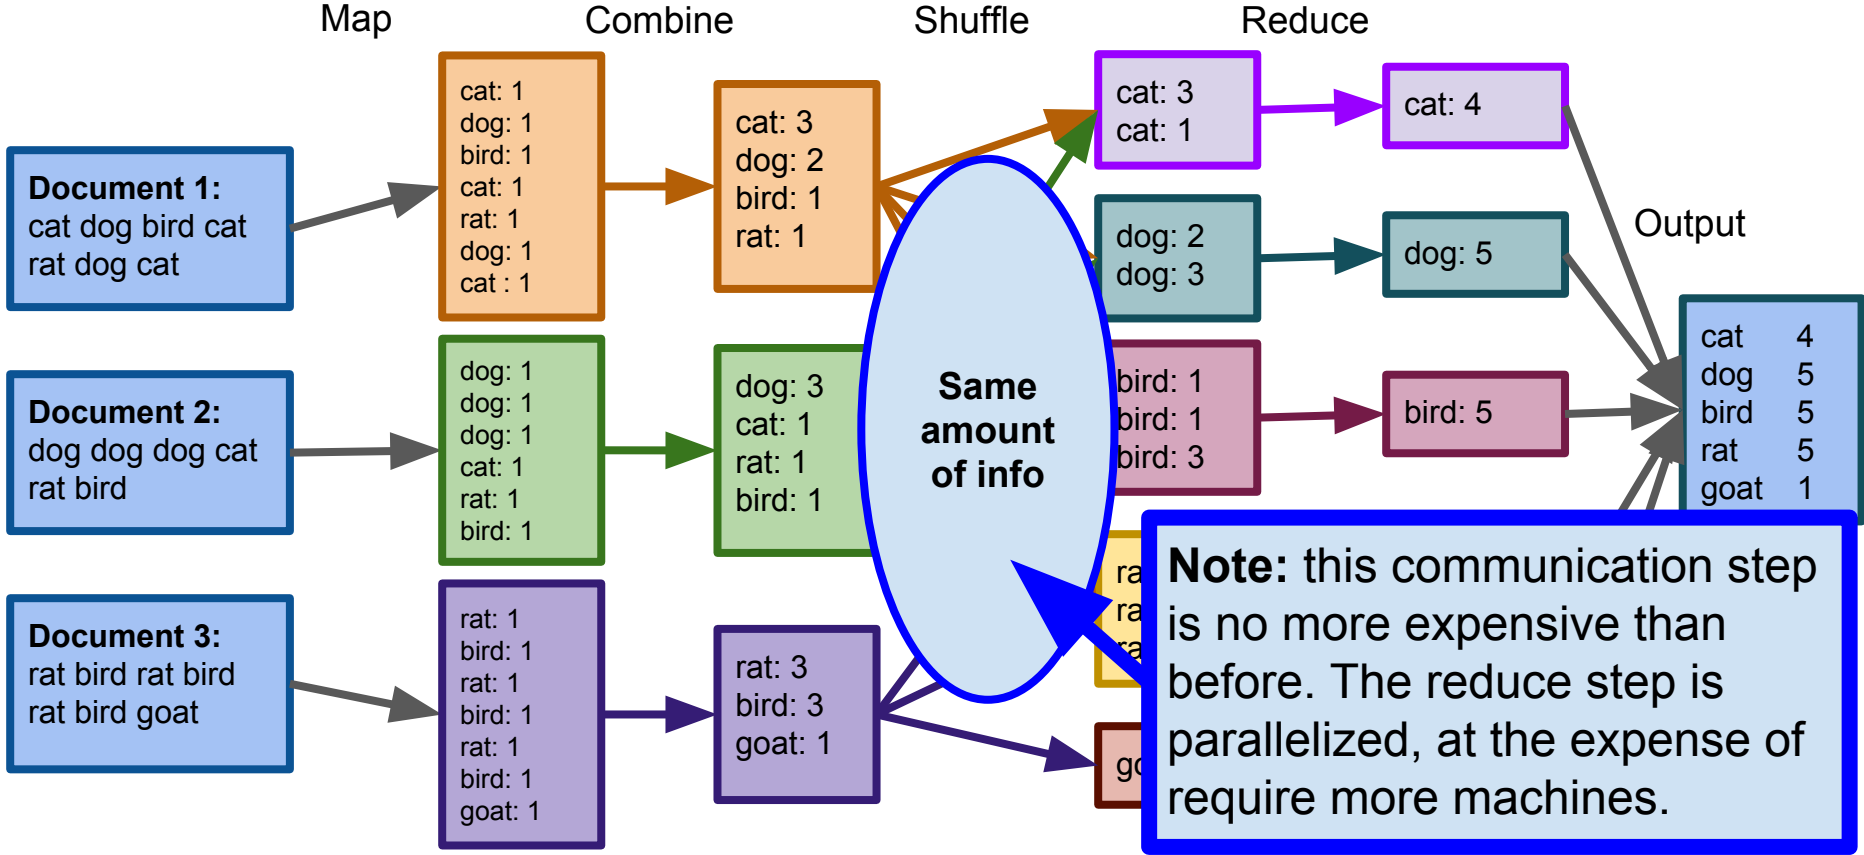 Map
Combine
Shuffle
Reduce
Document 1:
cat dog bird cat
rat dog cat
Document 2:
dog dog dog cat
rat bird
Document 3:
rat bird rat bird
rat bird goat
cat: 1
dog: 1
bird: 1
cat: 1
rat: 1
dog: 1
cat : 1
dog: 1
dog: 1
dog: 1
cat: 1
rat: 1
bird: 1
rat: 1
bird: 1
rat: 1
bird: 1
rat: 1
bird: 1
goat: 1
cat: 3
dog: 2
bird: 1
rat: 1
dog: 3
cat: 1
rat: 1
bird: 1
rat: 3
bird: 3
goat: 1
Same
amount
of info
cat: 3
cat: 1
dog: 2
dog: 3
bird: 1
bird: 1
bird: 3
cat: 4
dog: 5
bird: 5
Output
cat 4
dog 5
bird 5
rat 5
goat 1
Note: this communication step
is no more expensive than
before. The reduce step is
parallelized, at the expense of
require more machines.